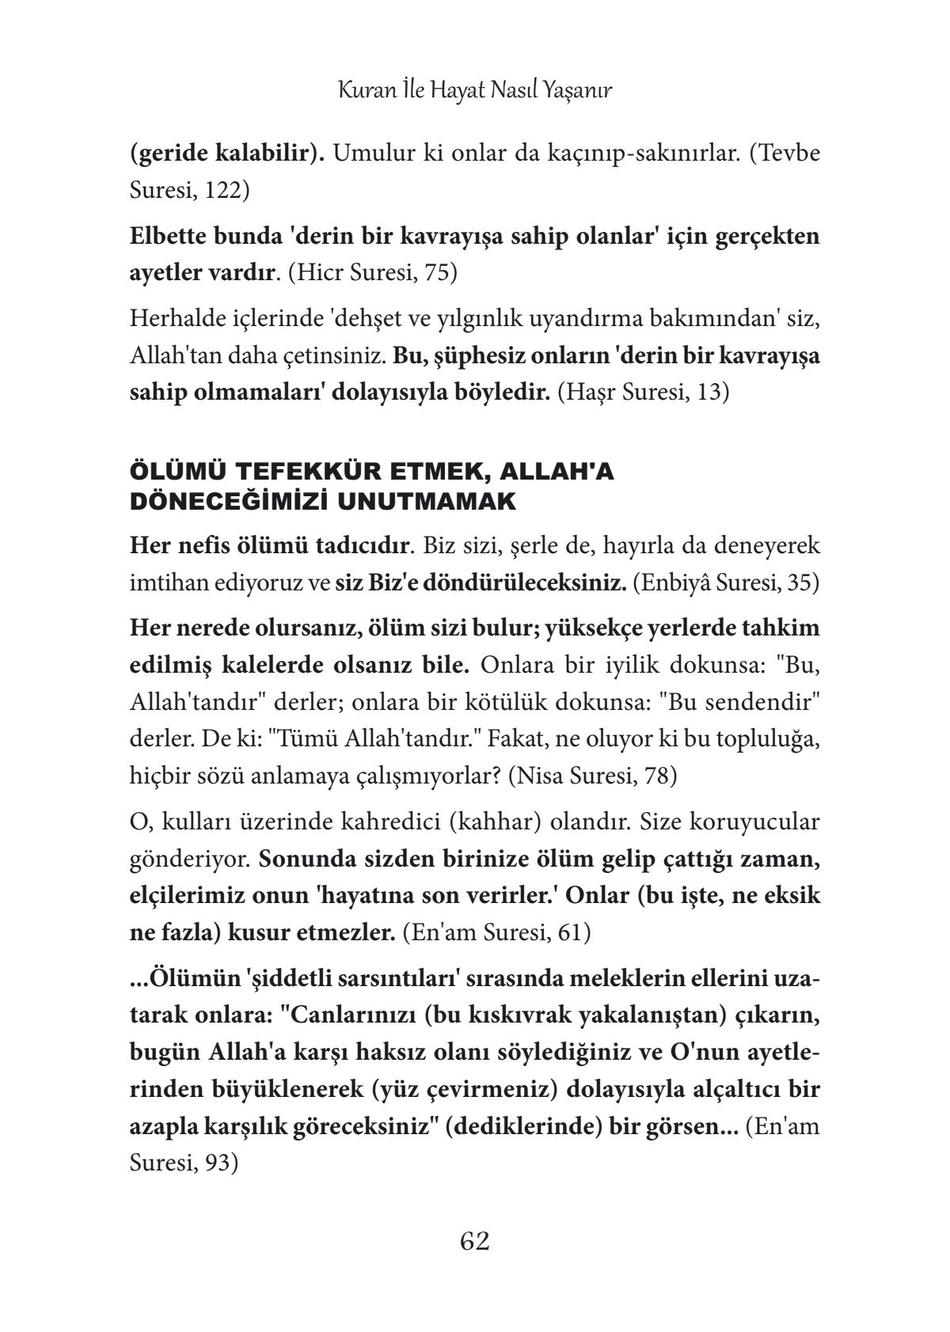 Kuran İle Hayat Nasıl Yaşanır
(geride kalabilir). Umulur ki onlar da kaçınıp-sakınırlar. (Tevbe
Suresi, 122)
Elbette bunda 'derin bir kavrayışa sahip olanlar' için gerçekten
ayetler vardır. (Hicr Suresi, 75)
Herhalde içlerinde 'dehşet ve yılgınlık uyandırma bakımından' siz,
Allah'tan daha çetinsiniz. Bu, şüphesiz onların 'derin bir kavrayışa
sahip olmamaları' dolayısıyla böyledir. (Haşr Suresi, 13)
ÖLÜMÜ TEFEKKÜR ETMEK, ALLAH'A
DÖNECEĞİMİZİ UNUTMAMAK
Her nefis ölümü tadıcıdır. Biz sizi, şerle de, hayırla da deneyerek
imtihan ediyoruz ve siz Biz'e döndürüleceksiniz. (Enbiyâ Suresi, 35)
Her nerede olursanız, ölüm sizi bulur; yüksekçe yerlerde tahkim
edilmiş kalelerde olsanız bile. Onlara bir iyilik dokunsa: "Bu,
Allah'tandır" derler; onlara bir kötülük dokunsa: "Bu sendendir"
derler. De ki: "Tümü Allah'tandır." Fakat, ne oluyor ki bu topluluğa,
hiçbir sözü anlamaya çalışmıyorlar? (Nisa Suresi, 78)
O, kulları üzerinde kahredici (kahhar) olandır. Size koruyucular
gönderiyor. Sonunda sizden birinize ölüm gelip çattığı zaman,
elçilerimiz onun 'hayatına son verirler.' Onlar (bu işte, ne eksik
ne fazla) kusur etmezler. (En'am Suresi, 61)
...Ölümün 'şiddetli sarsıntıları' sırasında meleklerin ellerini uza-
tarak onlara: "Canlarınızı (bu kıskıvrak yakalanıştan) çıkarın,
bugün Allah'a karşı haksız olanı söylediğiniz ve O'nun ayetle-
rinden büyüklenerek (yüz çevirmeniz) dolayısıyla alçaltıcı bir
azapla karşılık göreceksiniz" (dediklerinde) bir görsen... (En'am
Suresi, 93)
62